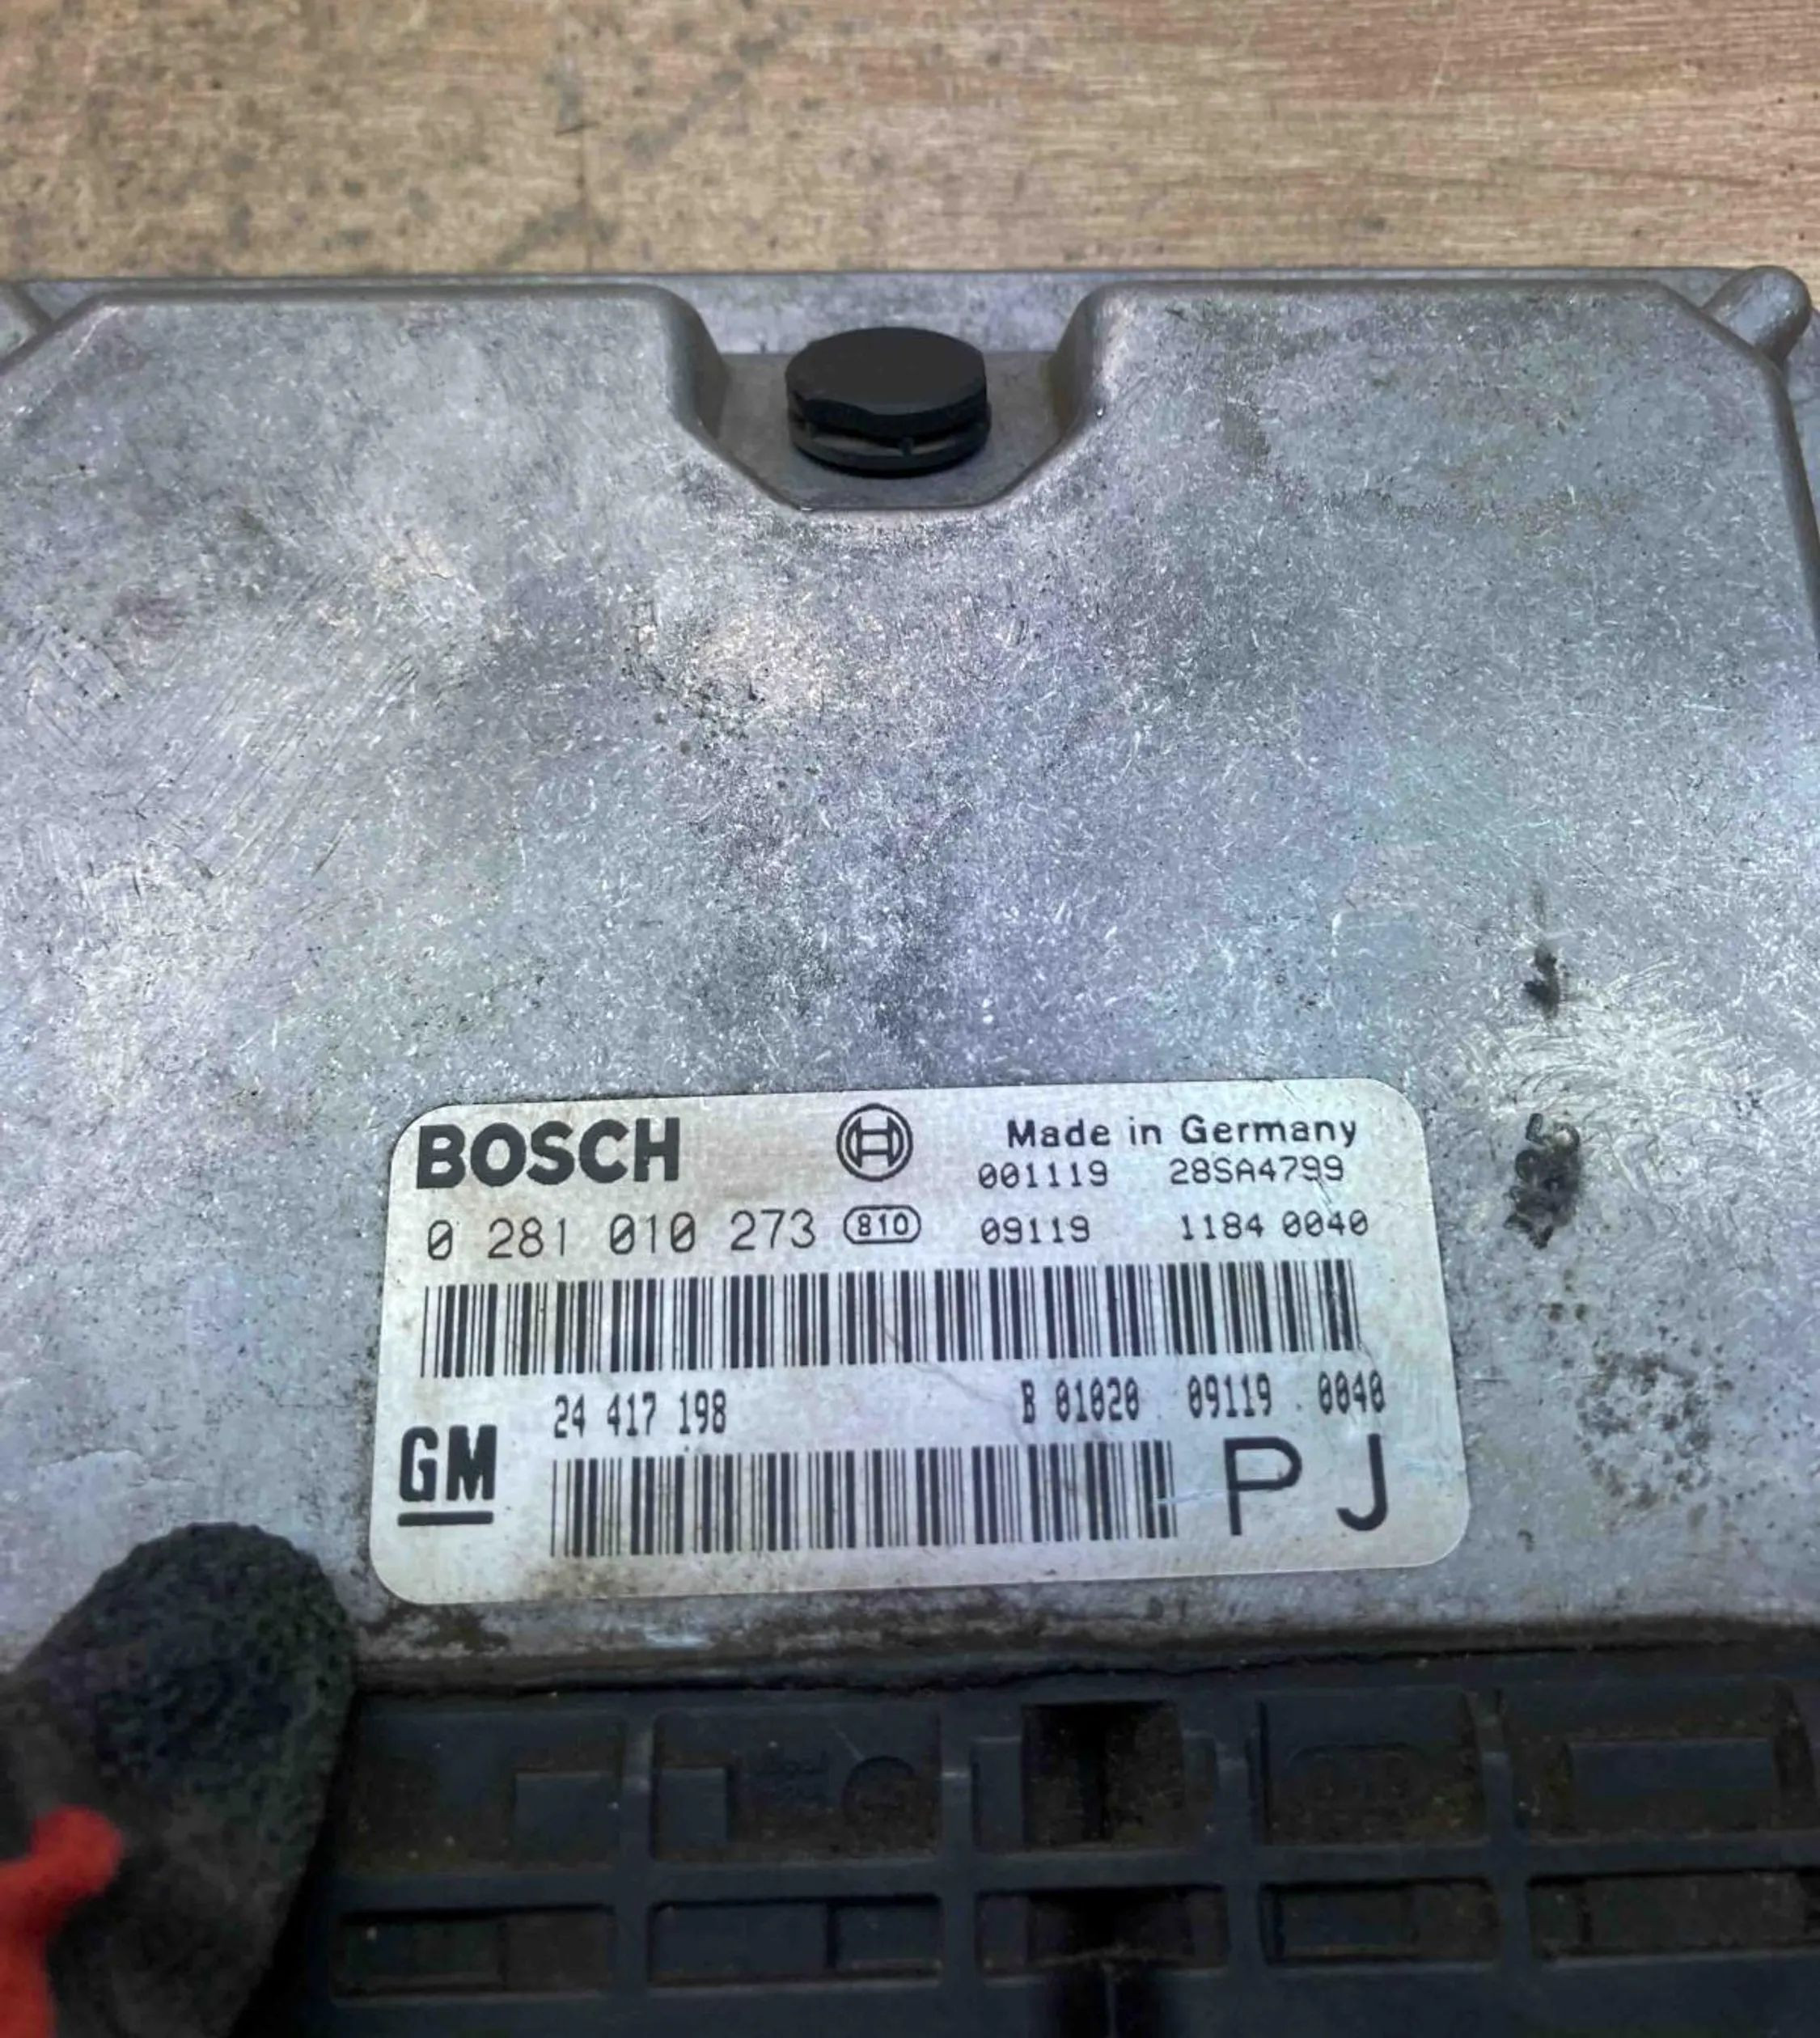 BOSCH Made in Germany
001119 28SA4799
0 281 010 273 810 09119 1184 0040
24 417 198 B 01020 09119 0040
GM PJ